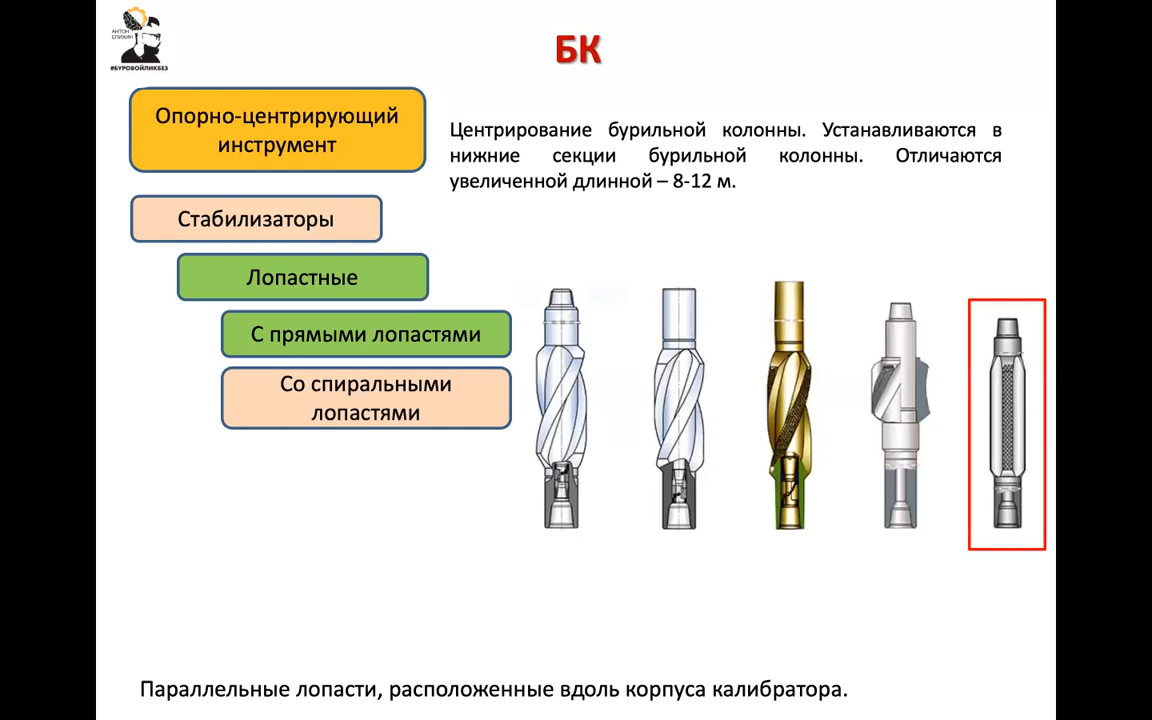 АНТОН
ЕПИХИН
#БУРОВОЙЛИКБЕЗ
БК
Опорно-центрирующий
инструмент
Центрирование бурильной колонны. Устанавливаются в
нижние секции бурильной колонны. Отличаются
увеличенной длинной – 8-12 м.
Стабилизаторы
Лопастные
С прямыми лопастями
Со спиральными
лопастями
Параллельные лопасти, расположенные вдоль корпуса калибратора.